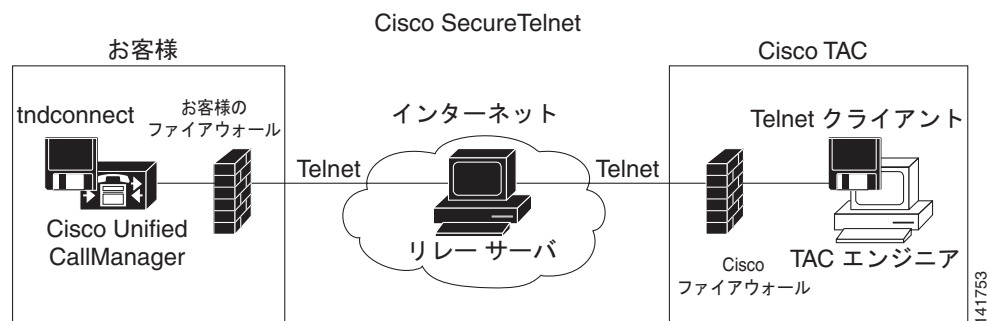 Cisco SecureTelnet
お客様
Cisco TAC
tndconnect
お客様の
ファイアウォール
インターネット
Telnet クライアント
Telnet
Telnet
Cisco Unified
CallManager
リレー サーバ
Cisco
ファイアウォール
TAC エンジニア
141753